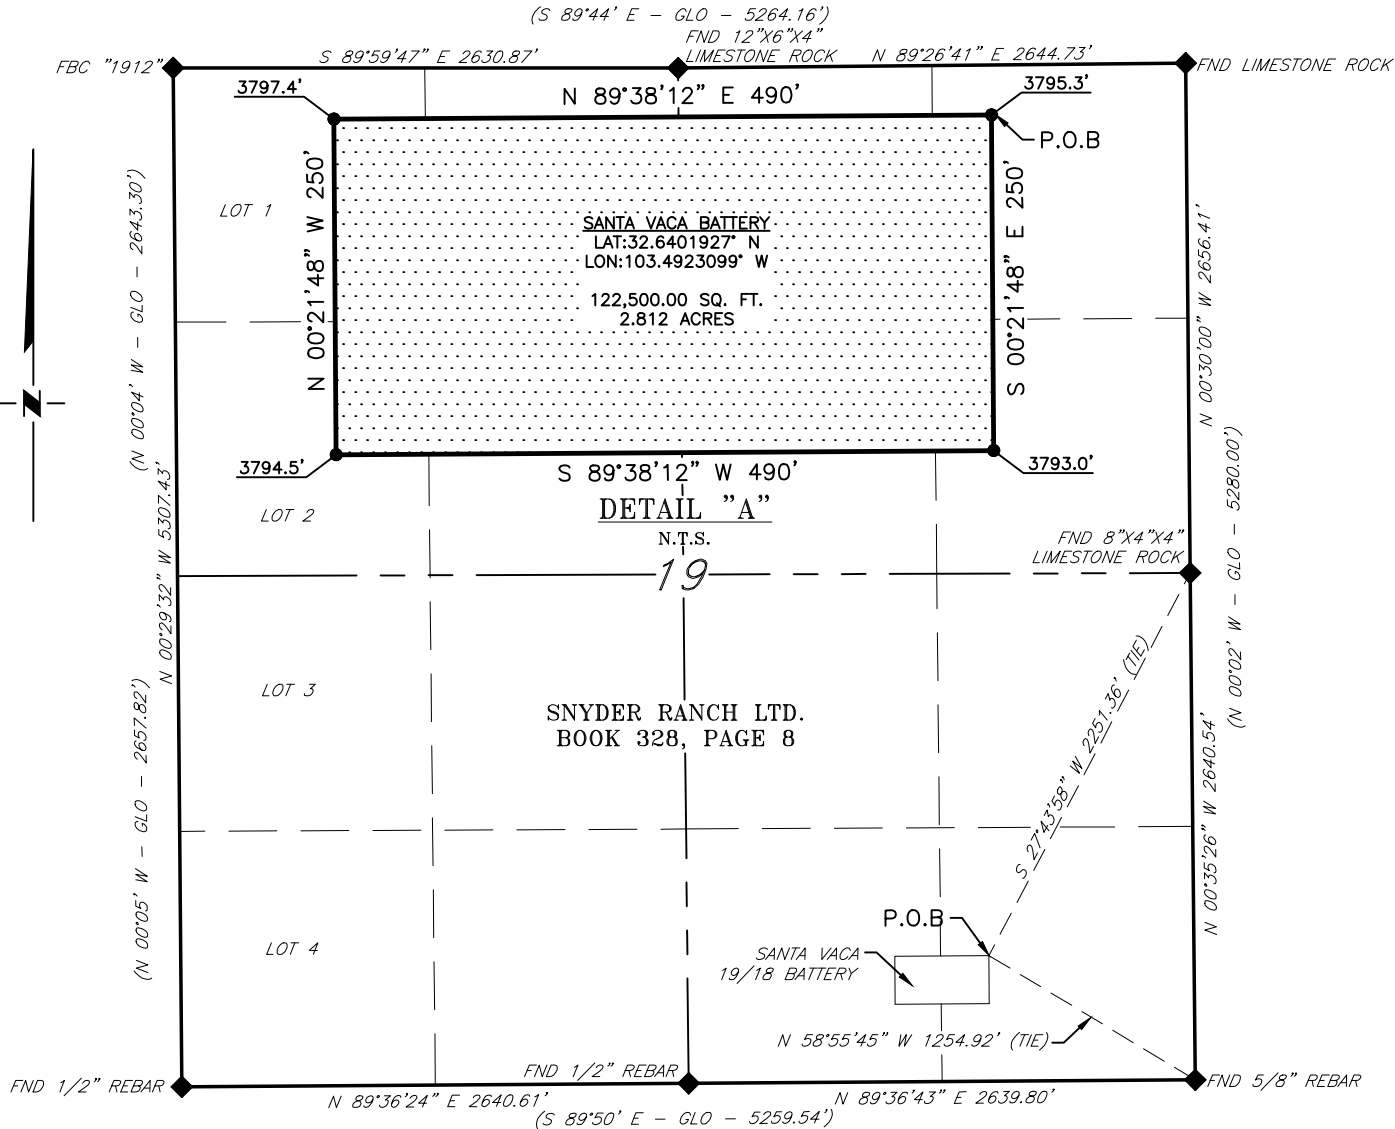 (S 89°44' E – GLO – 5264.16')
FND 12"X6"X4"
LIMESTONE ROCK
S 89°59'47" E 2630.87'
N 89°26'41" E 2644.73'
FBC "1912"
FND LIMESTONE ROCK
3797.4'
N 89°38'12" E 490'
3795.3'
P.O.B
LOT 1
N 00°21'48" W 250'
S 00°21'48" E 250'
SANTA VACA BATTERY
LAT:32.6401927° N
LON:103.4923099° W
122,500.00 SQ. FT.
2.812 ACRES
(N 00°04' W – GLO – 2643.30')
N 00°30'00" W 2656.41'
N
3794.5'
S 89°38'12" W 490'
3793.0'
DETAIL "A"
N.T.S.
19
LOT 2
N 00°29'32" W 5307.43'
FND 8"X4"X4"
LIMESTONE ROCK
(N 00°02' W – GLO – 5280.00')
LOT 3
SNYDER RANCH LTD.
BOOK 328, PAGE 8
(N 00°05' W – GLO – 2657.82')
S 27°43'58" W 2251.36' (TIE)
N 00°35'26" W 2640.54'
LOT 4
P.O.B
SANTA VACA
19/18 BATTERY
N 58°55'45" W 1254.92' (TIE)
FND 1/2" REBAR
FND 1/2" REBAR
FND 5/8" REBAR
N 89°36'24" E 2640.61'
N 89°36'43" E 2639.80'
(S 89°50' E – GLO – 5259.54')